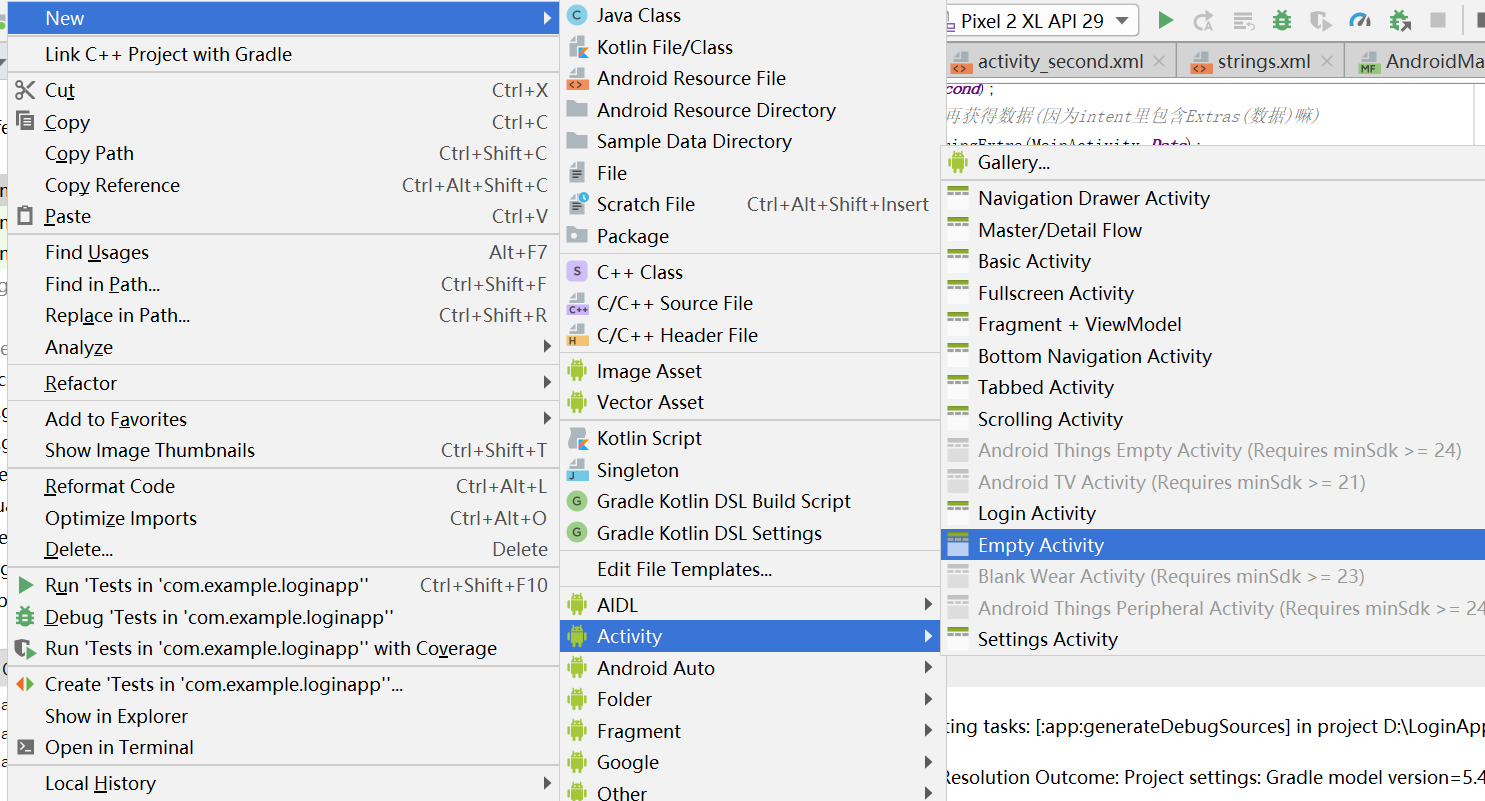 New
Link C++ Project with Gradle
Cut Ctrl+X
Copy Ctrl+C
Copy Path Ctrl+Shift+C
Copy Reference Ctrl+Alt+Shift+C
Paste Ctrl+V
Find Usages Alt+F7
Find in Path... Ctrl+Shift+F
Replace in Path... Ctrl+Shift+R
Analyze
Refactor
Add to Favorites
Show Image Thumbnails Ctrl+Shift+T
Reformat Code Ctrl+Alt+L
Optimize Imports Ctrl+Alt+O
Delete... Delete
Run 'Tests in 'com.example.loginapp'' Ctrl+Shift+F10
Debug 'Tests in 'com.example.loginapp''
Run 'Tests in 'com.example.loginapp'' with Coverage
Create 'Tests in 'com.example.loginapp''...
Show in Explorer
Open in Terminal
Local History
Java Class
Kotlin File/Class
Android Resource File
Android Resource Directory
Sample Data Directory
File
Scratch File Ctrl+Alt+Shift+Insert
Package
C++ Class
C/C++ Source File
C/C++ Header File
Image Asset
Vector Asset
Kotlin Script
Singleton
Gradle Kotlin DSL Build Script
Gradle Kotlin DSL Settings
Edit File Templates...
AIDL
Activity
Android Auto
Folder
Fragment
Google
Other
Pixel 2 XL API 29
activity_second.xml strings.xml AndroidMa
cond);
再获得数据(因为intent里包含Extras(数据)嘛)
ingExtra(MainActivity.Data);
Gallery...
Navigation Drawer Activity
Master/Detail Flow
Basic Activity
Fullscreen Activity
Fragment + ViewModel
Bottom Navigation Activity
Tabbed Activity
Scrolling Activity
Android Things Empty Activity (Requires minSdk >= 24)
Android TV Activity (Requires minSdk >= 21)
Login Activity
Empty Activity
Blank Wear Activity (Requires minSdk >= 23)
Android Things Peripheral Activity (Requires minSdk >= 24
Settings Activity
ting tasks: [:app:generateDebugSources] in project D:\LoginApp
Resolution Outcome: Project settings: Gradle model version=5.4